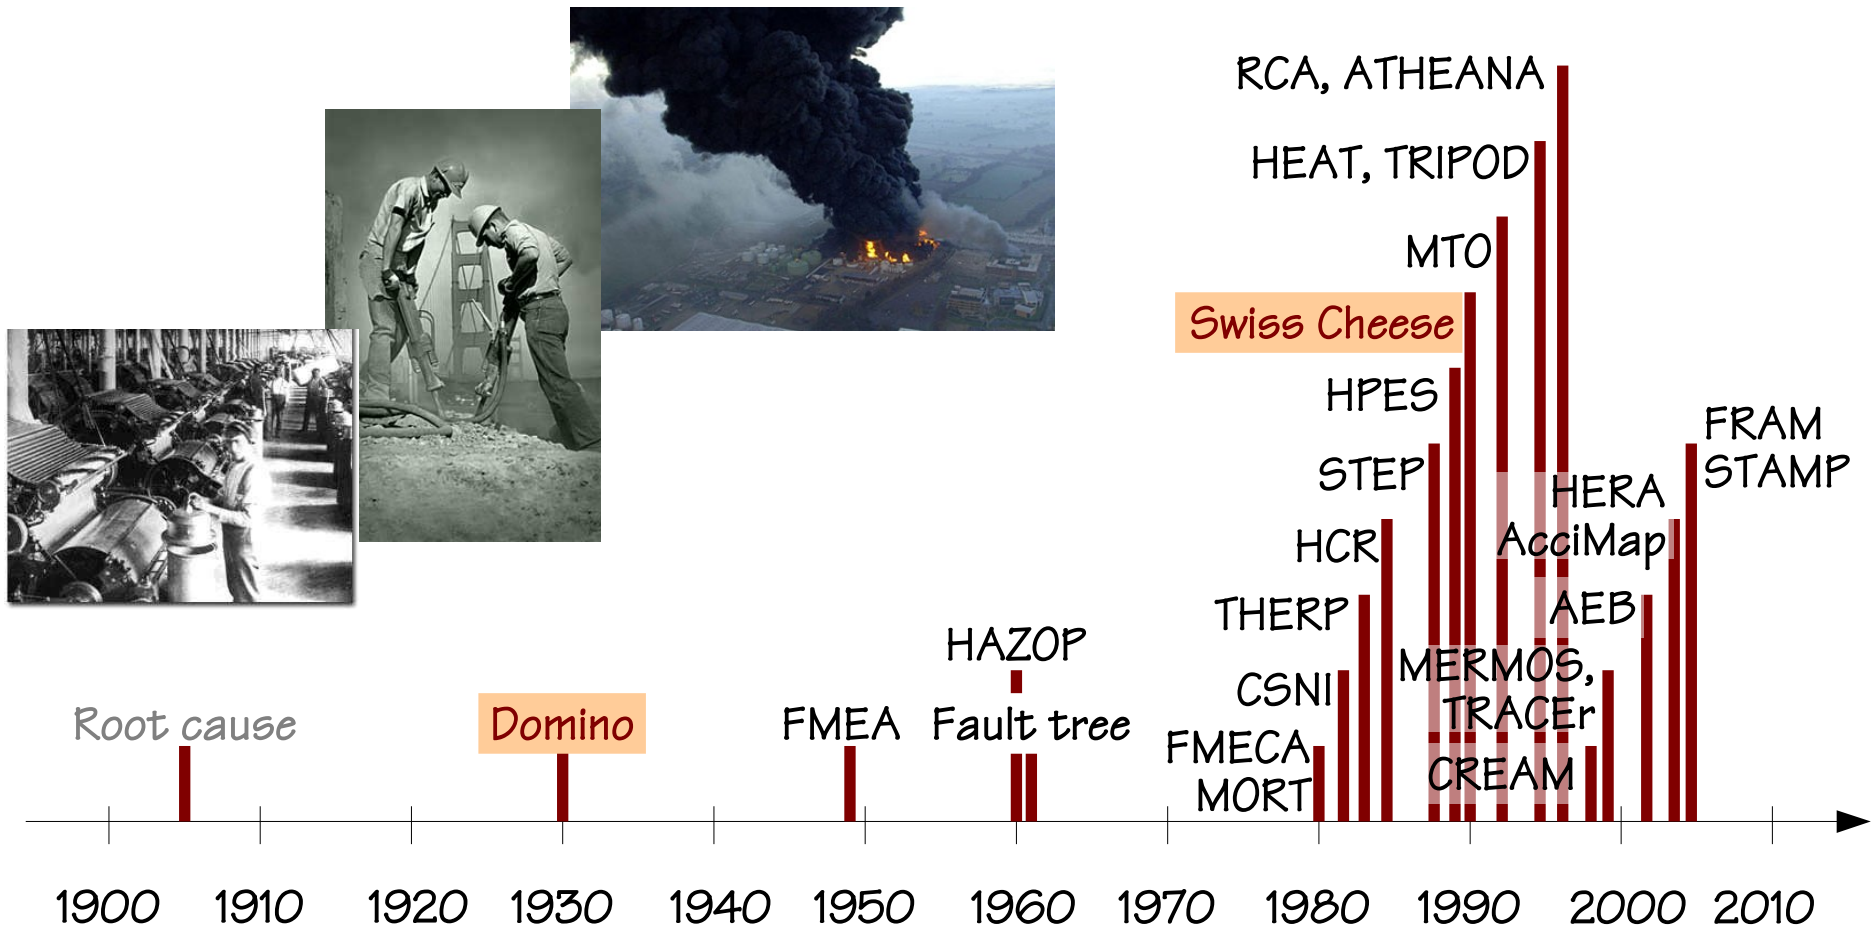 RCA, ATHEANA
HEAT, TRIPOD
MTO
Swiss Cheese
HPES
FRAM
STAMP
STEP
HERA
AcciMap
HCR
THERP
AEB
HAZOP
MERMOS,
TRACEr
CSNI
Root cause
Domino
FMEA
Fault tree
FMECA
MORT
CREAM
1900 1910 1920 1930 1940 1950 1960 1970 1980 1990 2000 2010